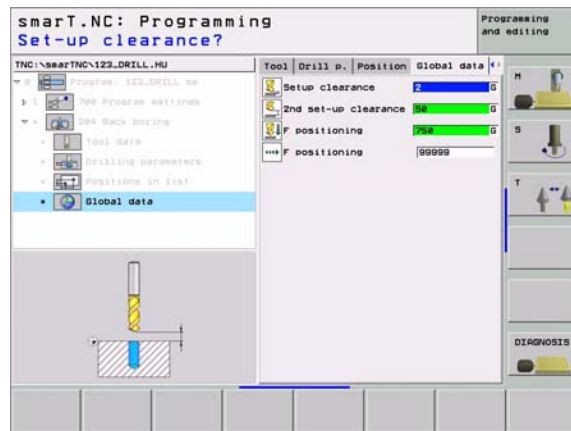 smarT.NC: Programming
Set-up clearance?
Programming and editing
TNC:\smarTNC\123_DRILL.HU
0 Program: 123_DRILL mm
1 700 Program settings
204 Back boring
Tool data
Drilling parameters
Positions in list
Global data
Tool Drill p. Position Global data
Setup clearance 2 G
2nd set-up clearance 50 G
F positioning 750 G
F positioning 99999
M
S
T
DIAGNOSIS